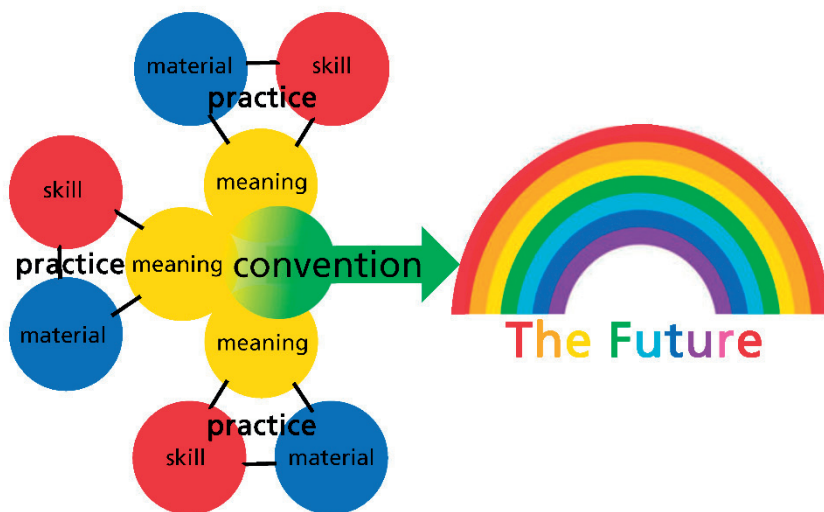 material
skill
practice
meaning
skill
practice
meaning
convention
material
meaning
practice
skill
material
The Future